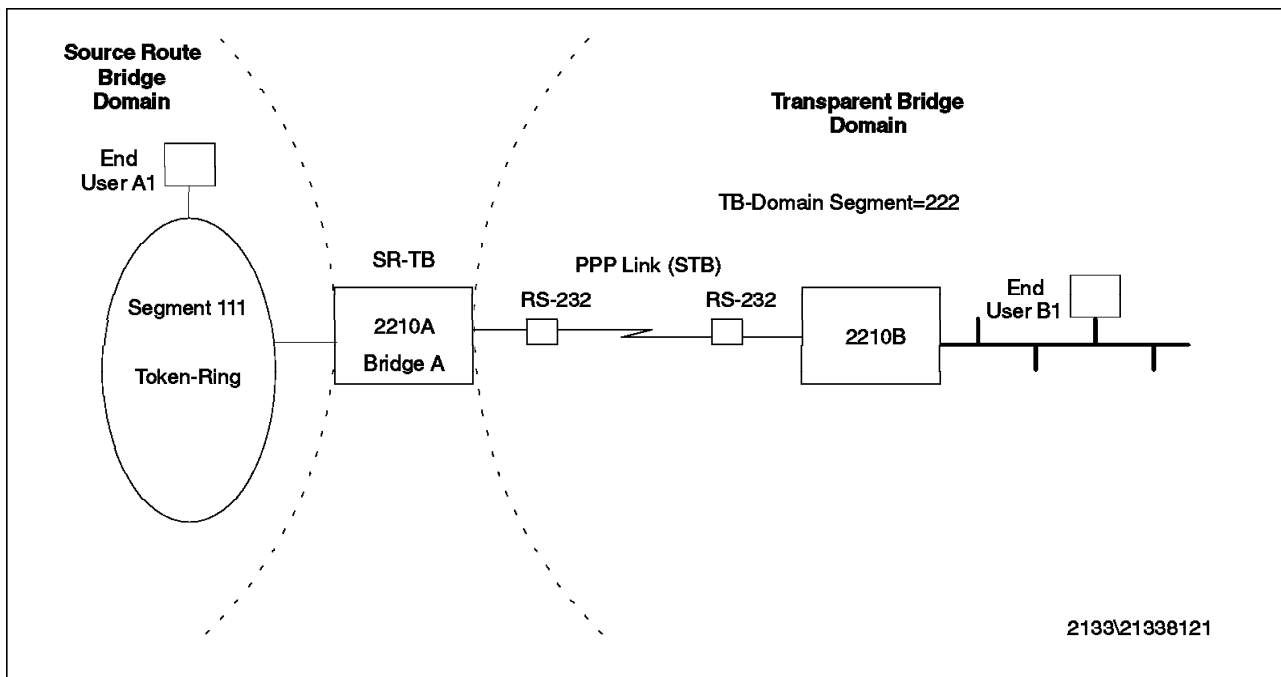 Source Route
Bridge
Domain
Transparent Bridge
Domain
End
User A1
TB-Domain Segment=222
SR-TB
PPP Link (STB)
RS-232
RS-232
End
User B1
Segment 111
Token-Ring
2210A
Bridge A
2210B
2133\21338121